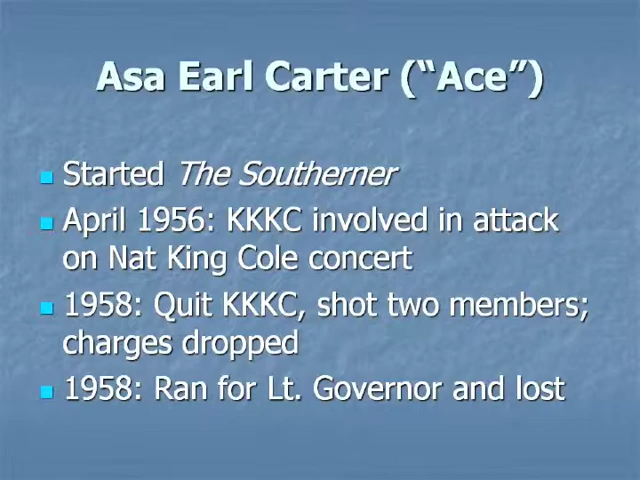 Asa Earl Carter (“Ace”)
Started The Southerner
April 1956: KKKC involved in attack
on Nat King Cole concert
1958: Quit KKKC, shot two members;
charges dropped
1958: Ran for Lt. Governor and lost